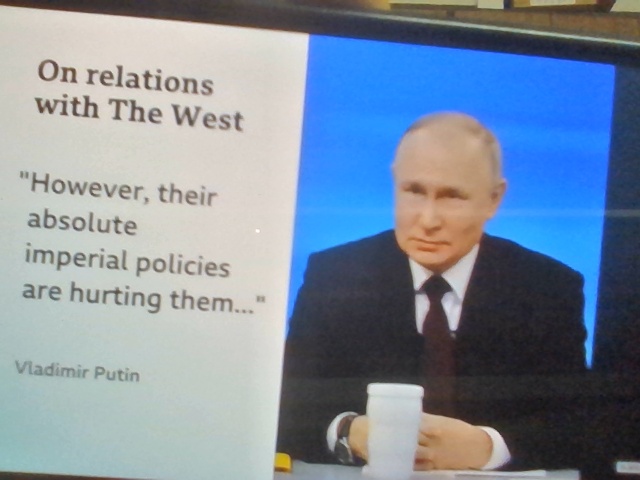 On relations
with The West
"However, their
absolute
imperial policies
are hurting them..."
Vladimir Putin